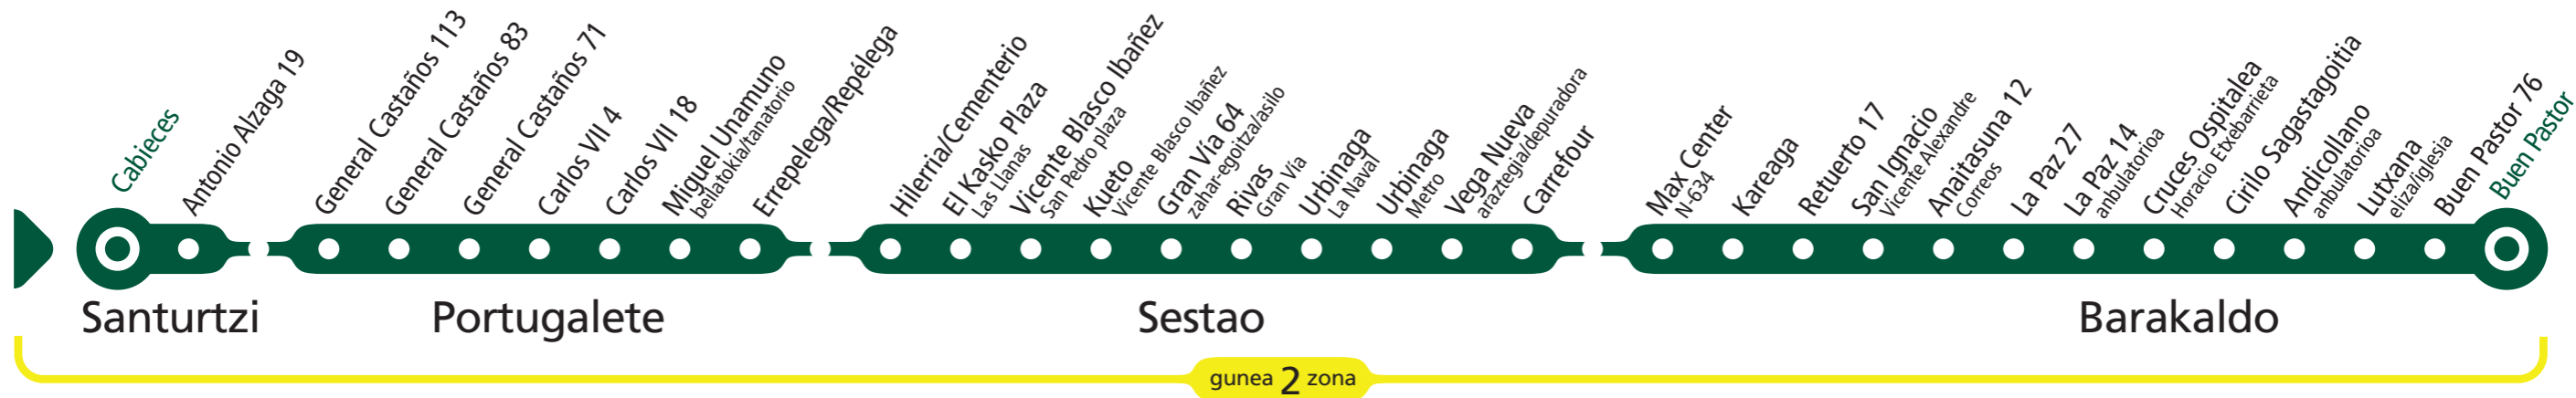 Cabieces
Antonio Alzaga 19
General Castaños 113
General Castaños 83
General Castaños 71
Carlos VII 4
Carlos VII 18
Miguel Unamuno
beilatokia/tanatorio
Errepelega/Repélega
Hilerria/Cementerio
El Kasko Plaza
Las Llanas
Vicente Blasco Ibañez
San Pedro plaza
Kueto
Vicente Blasco Ibañez
Gran Vía 64
zahar-egoitza/asilo
Rivas
Gran Vía
Urbinaga
La Naval
Urbinaga
Metro
Vega Nueva
araztegia/depuradora
Carrefour
Max Center
N-634
Kareaga
Retuerto 17
San Ignacio
Vicente Alexandre
Anaitasuna 12
Correos
La Paz 27
La Paz 14
anbulatorioa
Cruces Ospitalea
Horacio Etxebarrieta
Cirilo Sagastagoitia
Andicollano
anbulatorioa
Lutxana
eliza/iglesia
Buen Pastor 76
Buen Pastor
Santurtzi
Portugalete
Sestao
Barakaldo
gunea 2 zona